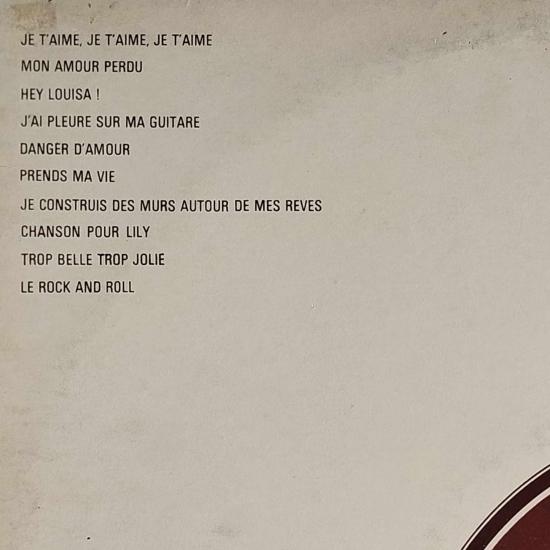 JE T'AIME, JE T'AIME, JE T'AIME
MON AMOUR PERDU
HEY LOUISA !
J'AI PLEURE SUR MA GUITARE
DANGER D'AMOUR
PRENDS MA VIE
JE CONSTRUIS DES MURS AUTOUR DE MES REVES
CHANSON POUR LILY
TROP BELLE TROP JOLIE
LE ROCK AND ROLL